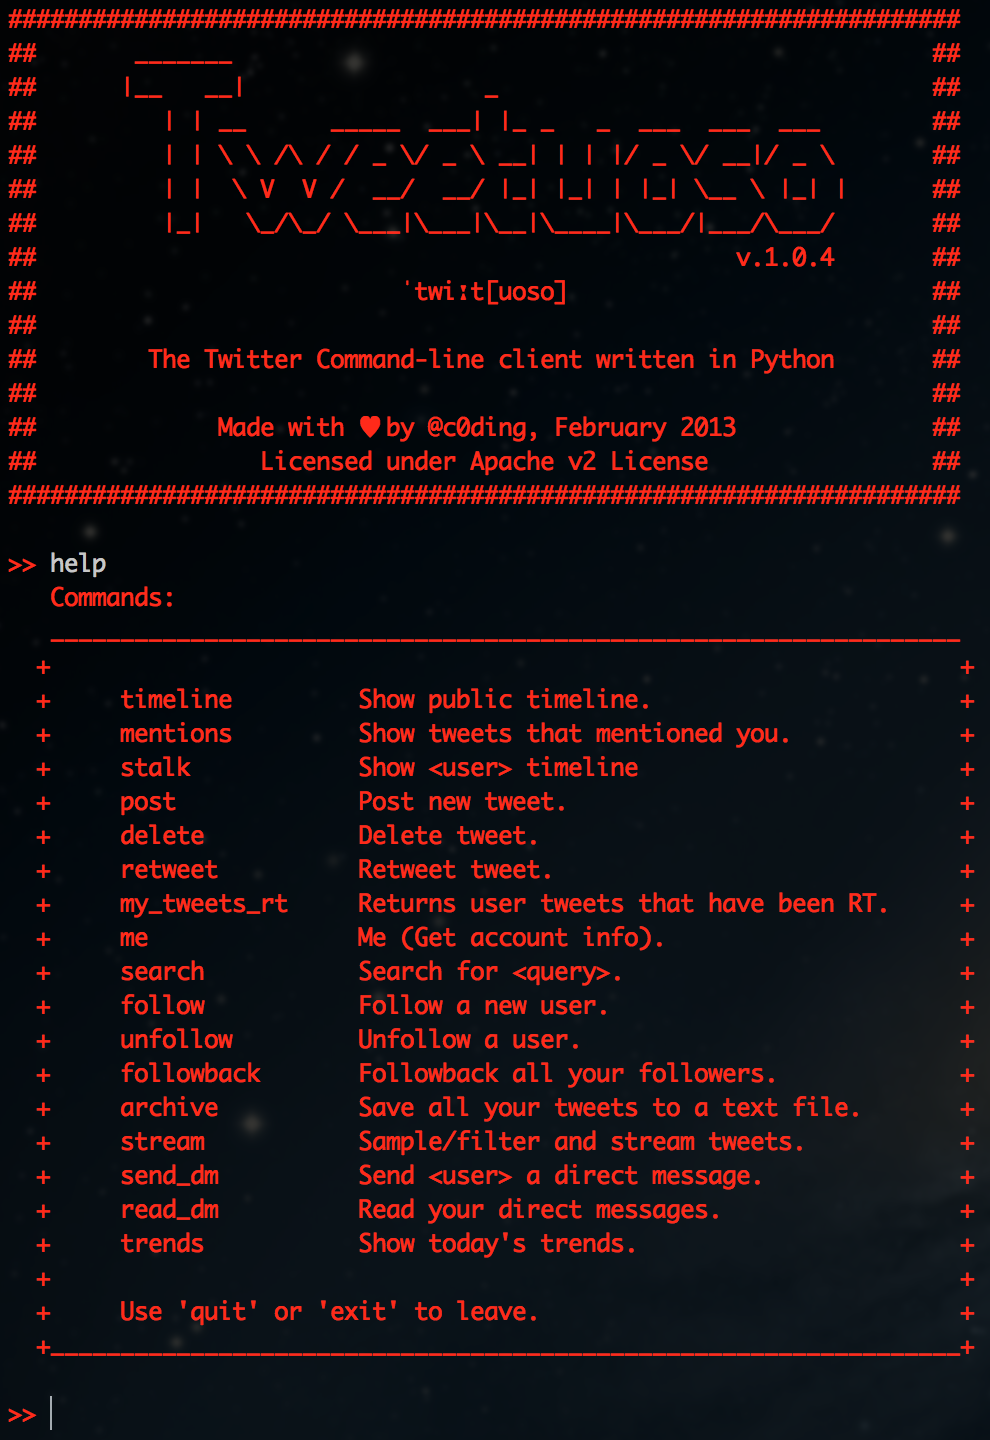 ####################################################################
##       _______                                                  ##
##      |__   __|                 _                               ##
##         | | __      _____  ___| |_ _   _  ___  ___  ___        ##
##         | | \ \ /\ / / _ \/ _ \ __| | | |/ _ \/ __|/ _ \       ##
##         | |  \ V  V /  __/  __/ |_| |_| | |_| \__ \ |_| |      ##
##         |_|   \_/\_/ \___|\___|\__|\____|\___/|___/\___/       ##
##                                                  v.1.0.4       ##
##                          ˈtwiːt[uoso]                          ##
##                                                                ##
##        The Twitter Command-line client written in Python       ##
##                                                                ##
##             Made with ♥ by @c0ding, February 2013              ##
##                Licensed under Apache v2 License                ##
####################################################################
>> help
   Commands:
   _________________________________________________________________
  +                                                                 +
  +     timeline         Show public timeline.                      +
  +     mentions         Show tweets that mentioned you.            +
  +     stalk            Show <user> timeline                       +
  +     post             Post new tweet.                            +
  +     delete           Delete tweet.                              +
  +     retweet          Retweet tweet.                             +
  +     my_tweets_rt     Returns user tweets that have been RT.     +
  +     me               Me (Get account info).                     +
  +     search           Search for <query>.                        +
  +     follow           Follow a new user.                         +
  +     unfollow         Unfollow a user.                           +
  +     followback       Followback all your followers.             +
  +     archive          Save all your tweets to a text file.       +
  +     stream           Sample/filter and stream tweets.           +
  +     send_dm          Send <user> a direct message.              +
  +     read_dm          Read your direct messages.                 +
  +     trends           Show today's trends.                       +
  +                                                                 +
  +     Use 'quit' or 'exit' to leave.                              +
  +_________________________________________________________________+
>>